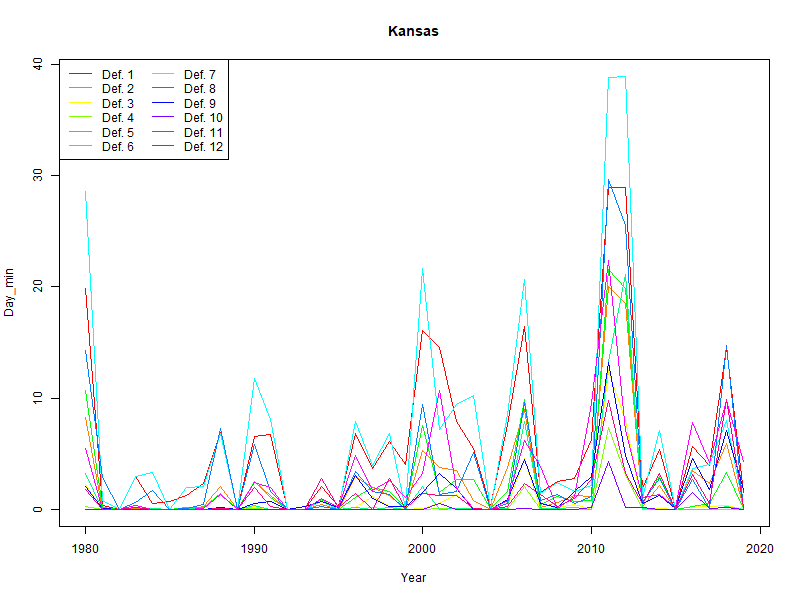 Kansas
Def. 1
Def. 2
Def. 3
Def. 4
Def. 5
Def. 6
Def. 7
Def. 8
Def. 9
Def. 10
Def. 11
Def. 12
Day_min
40
30
20
10
0
1980
1990
2000
2010
2020
Year